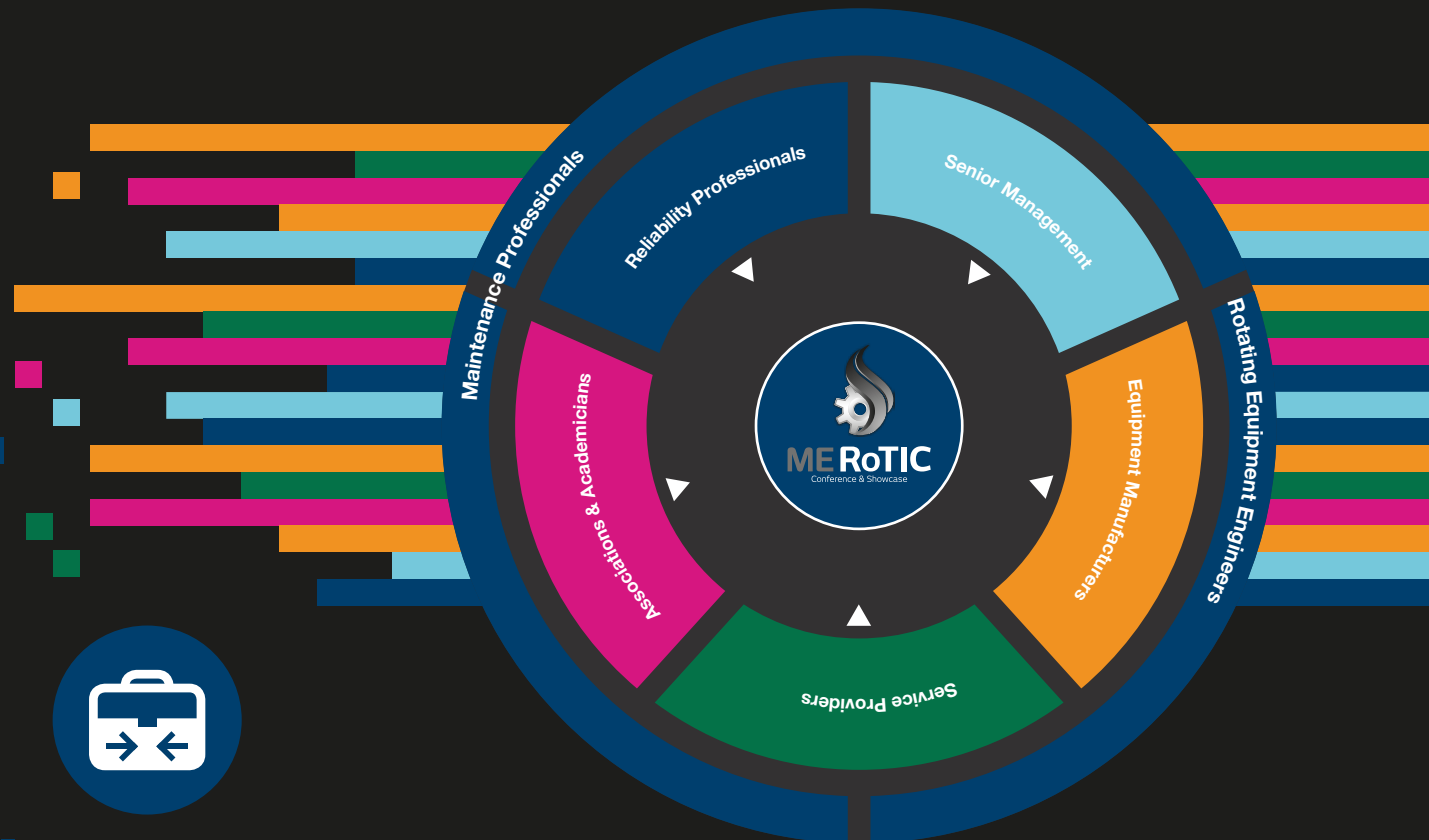 Maintenance Professionals
Reliability Professionals
Senior Management
Rotating Equipment Engineers
Equipment Manufacturers
Service Providers
Associations & Academicians
ME RoTIC
Conference & Showcase